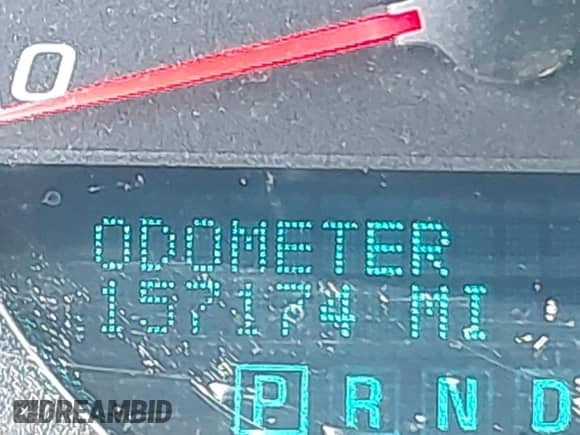 0
ODOMETER
157174 MI
P R N D
DREAMBID